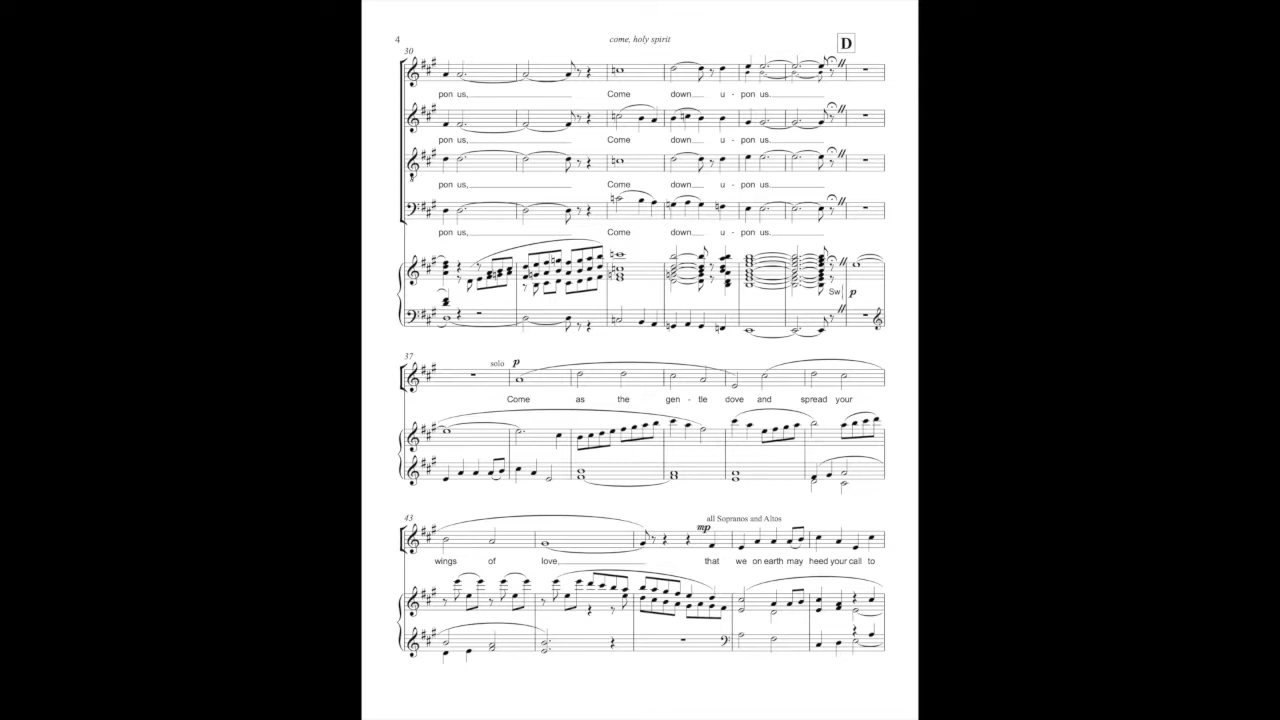 4
come, holy spirit
D
30
pon us, Come down u - pon us.
pon us, Come down u - pon us.
pon us, Come down u - pon us.
pon us, Come down u - pon us.
Sw
p
37
solo p
Come as the gen - tle dove and spread your
43
all Sopranos and Altos
mp
wings of love, that we on earth may heed your call to